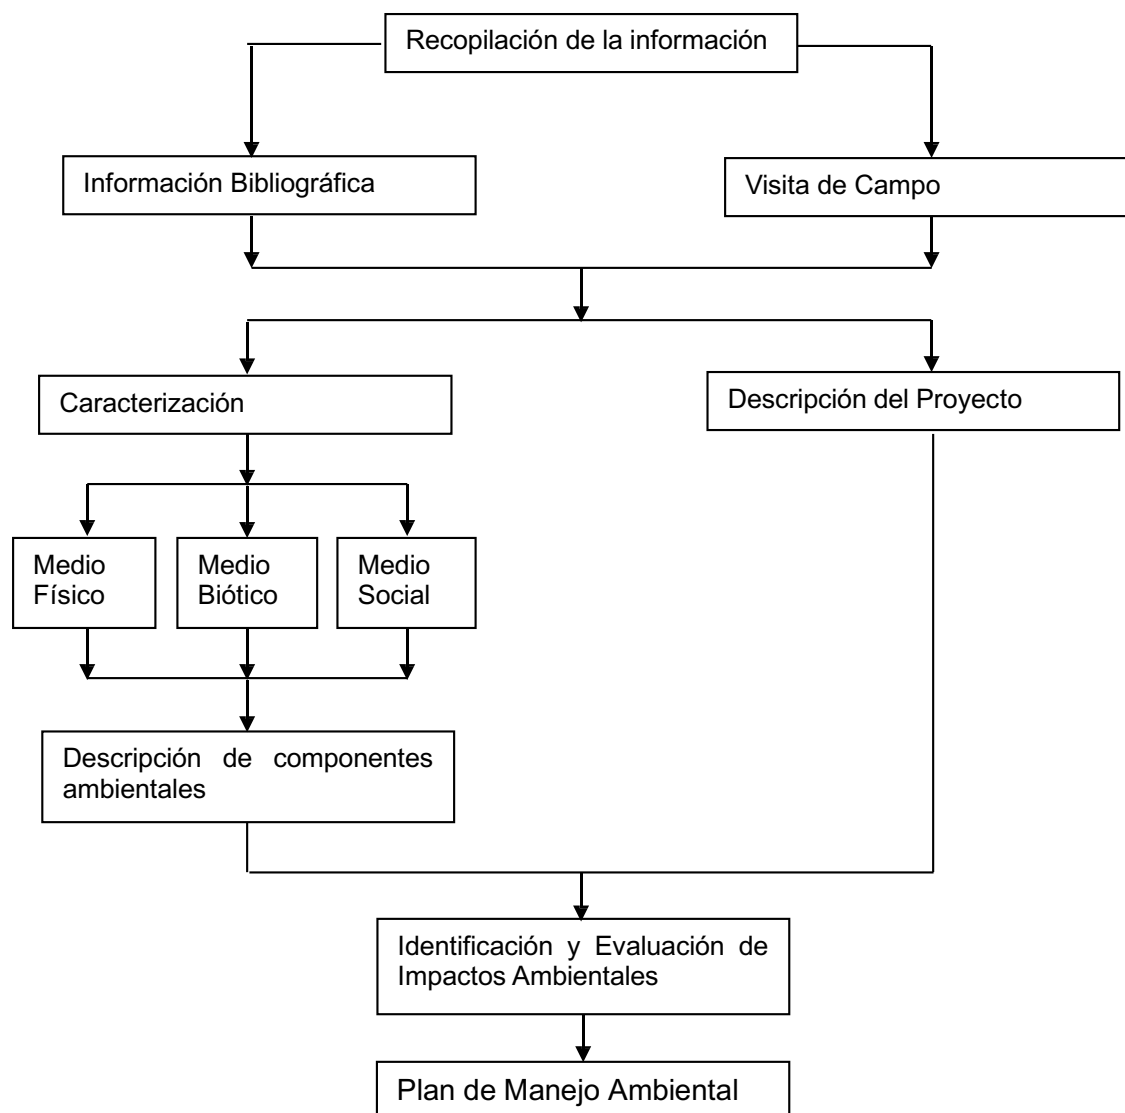 Recopilación de la información
Información Bibliográfica
Visita de Campo
Caracterización
Descripción del Proyecto
Medio
Físico
Medio
Biótico
Medio
Social
Descripción de componentes
ambientales
Identificación y Evaluación de
Impactos Ambientales
Plan de Manejo Ambiental